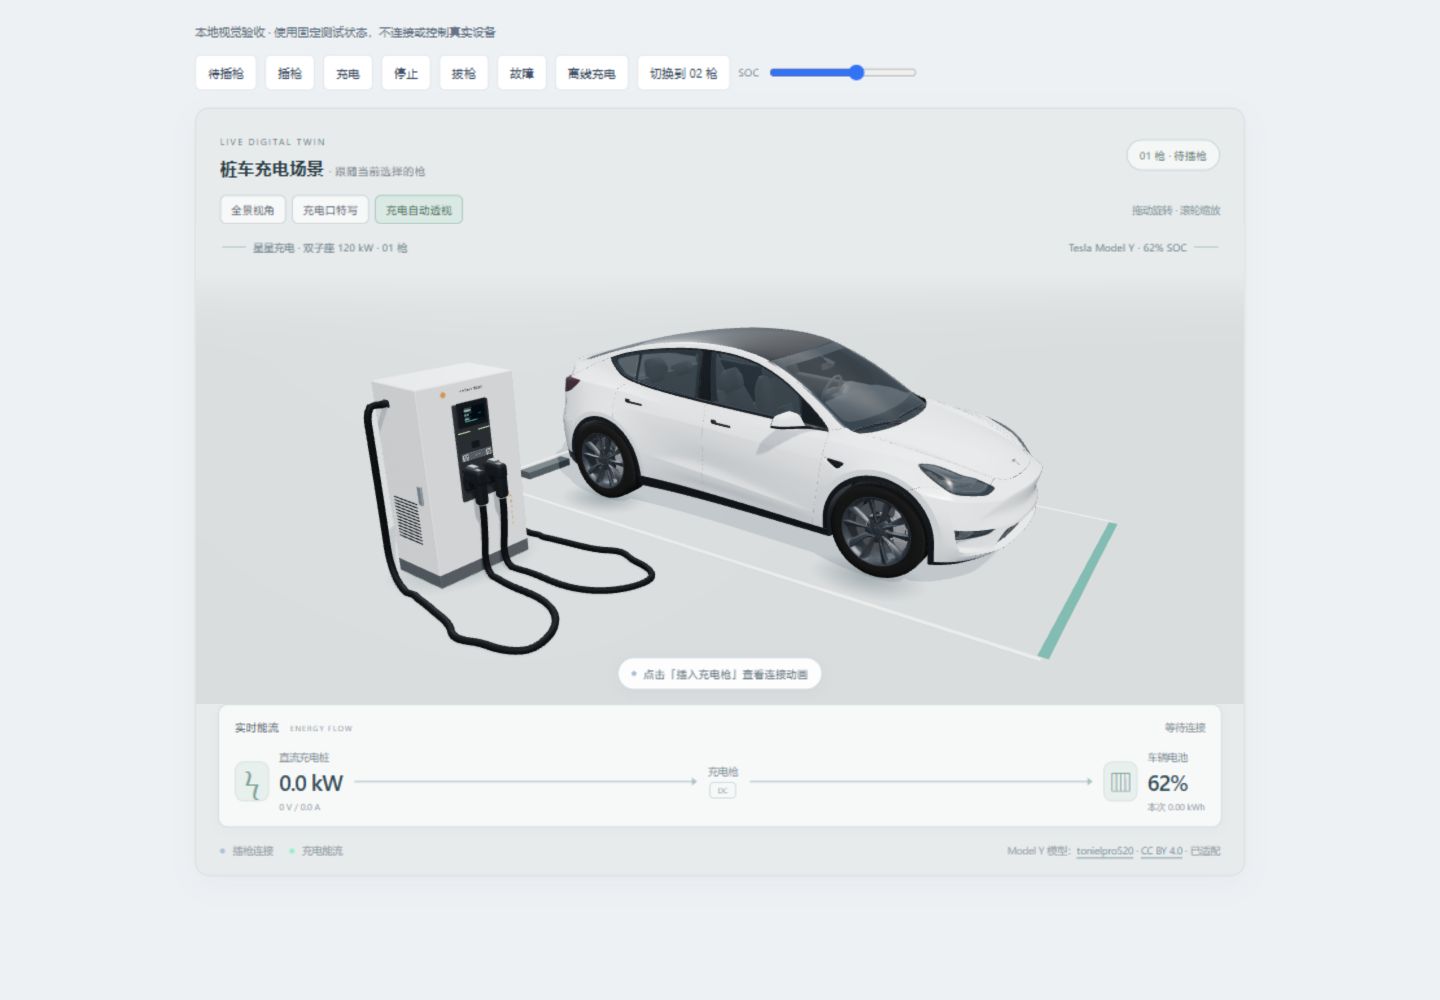 本地视觉验收 · 使用固定测试状态，不连接或控制真实设备
待插枪 插枪 充电 停止 拔枪 故障 离线充电 切换到 02 枪 SOC
LIVE DIGITAL TWIN
桩车充电场景 · 跟随当前选择的枪
01 枪 · 待插枪
全景视角 充电口特写 充电自动透视
拖动旋转 · 滚轮缩放
星星充电 · 双子座 120 kW · 01 枪
Tesla Model Y · 62% SOC
点击「插入充电枪」查看连接动画
实时能流 ENERGY FLOW
等待连接
直流充电桩
0.0 kW
0 V / 0.0 A
充电枪
DC
车辆电池
62%
本次 0.00 kWh
插枪连接 充电能流
Model Y 模型： tonielpro520 · CC BY 4.0 · 已适配